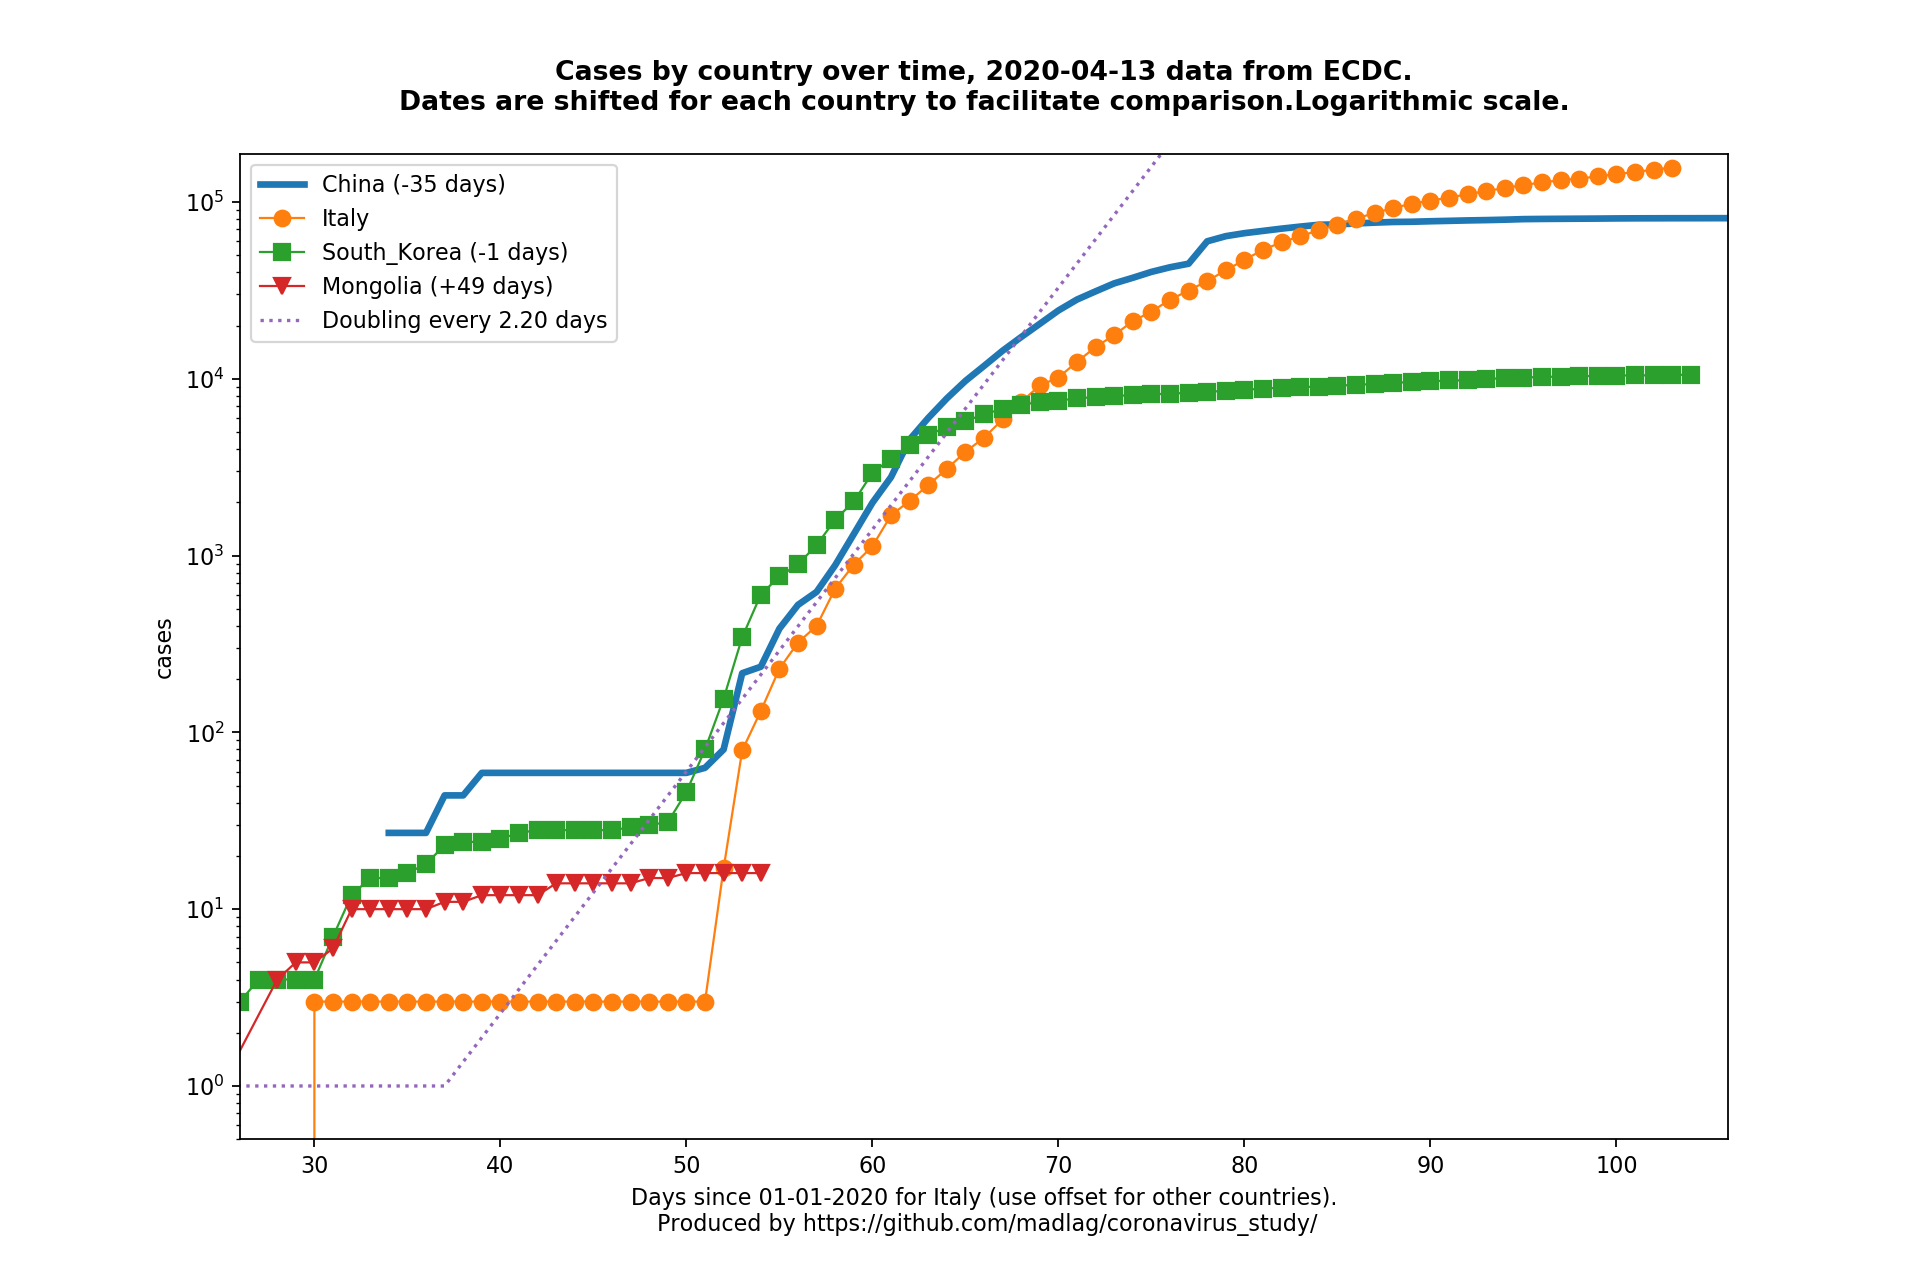 Cases by country over time, 2020-04-13 data from ECDC.
Dates are shifted for each country to facilitate comparison.Logarithmic scale.
China (-35 days)
Italy
South_Korea (-1 days)
Mongolia (+49 days)
Doubling every 2.20 days
10^5
10^4
10^3
10^2
10^1
10^0
cases
30 40 50 60 70 80 90 100
Days since 01-01-2020 for Italy (use offset for other countries).
Produced by https://github.com/madlag/coronavirus_study/